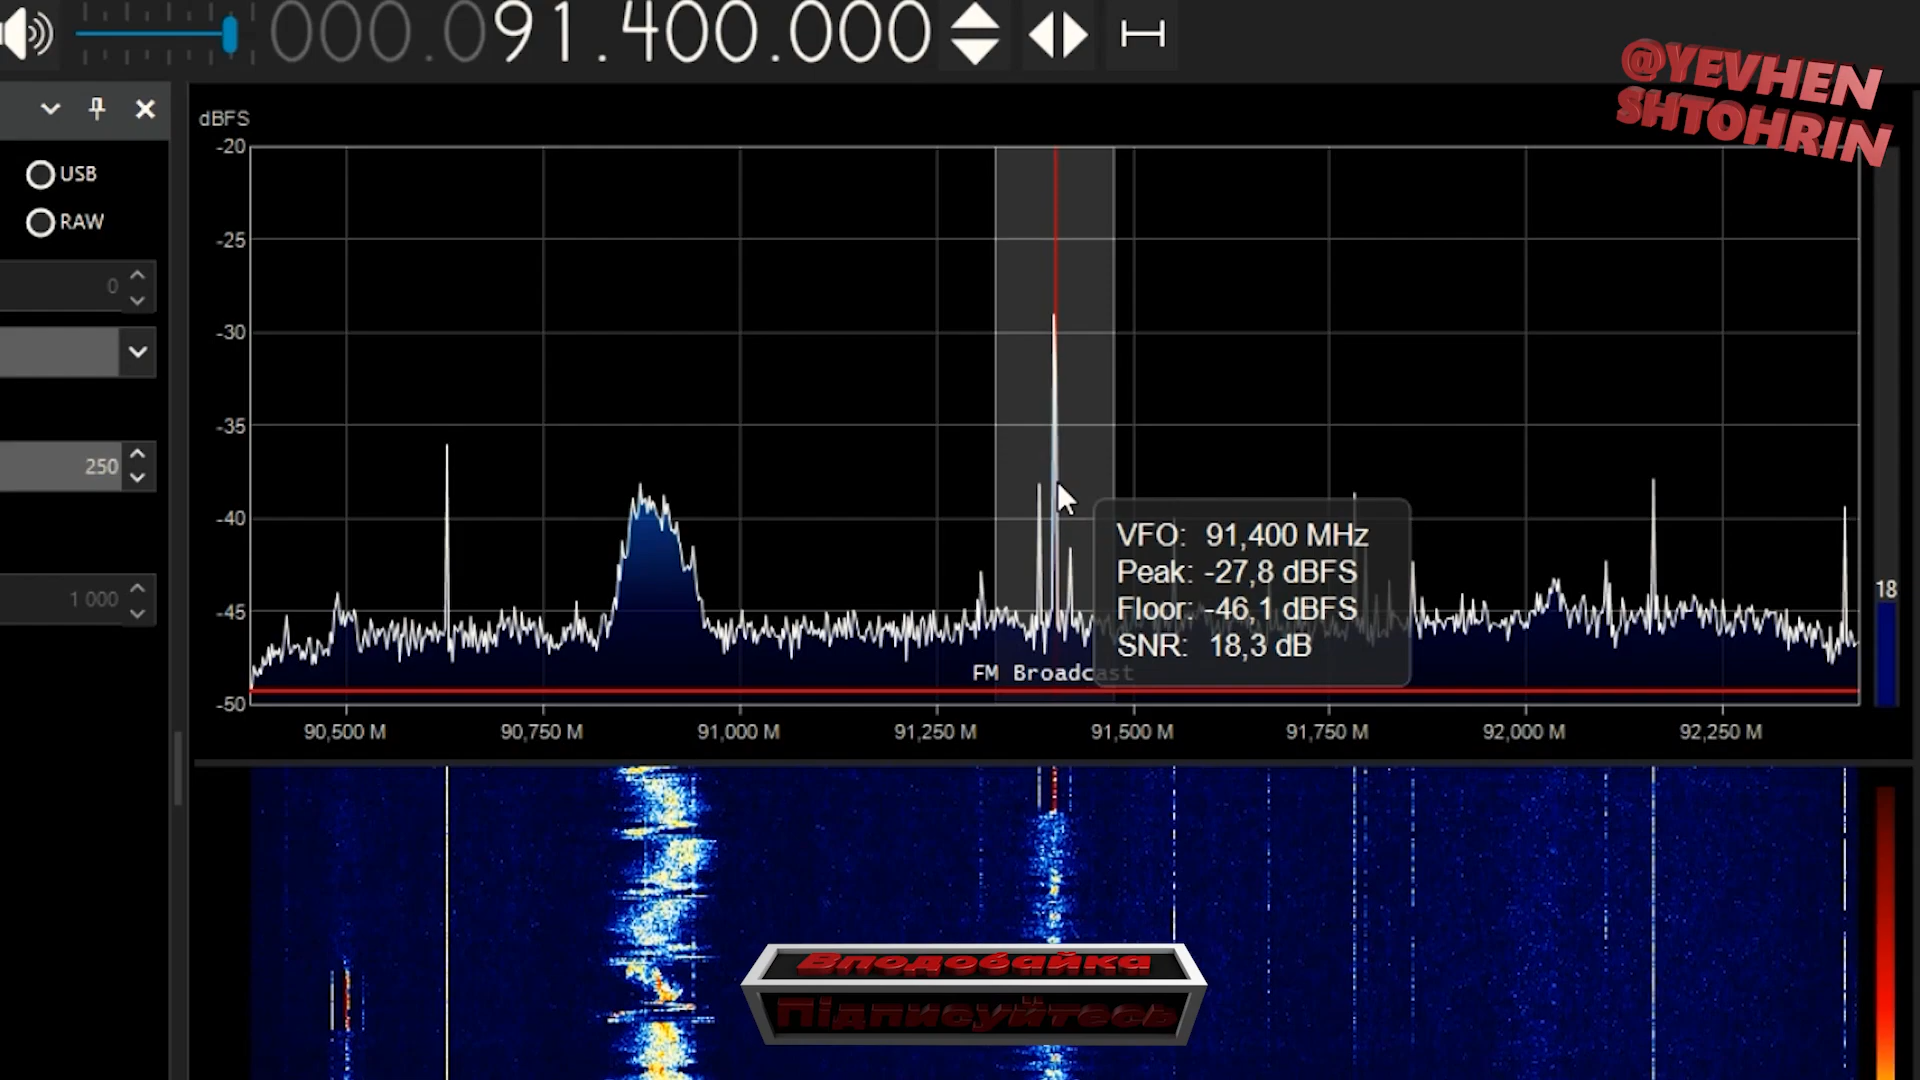 000.091.400.000
@YEVHEN
SHTOHRIN
dBFS
USB
RAW
0
250
1 000
-20
-25
-30
-35
-40
-45
-50
VFO: 91,400 MHz
Peak: -27,8 dBFS
Floor: -46,1 dBFS
SNR: 18,3 dB
18
FM Broadcast
90,500 M
90,750 M
91,000 M
91,250 M
91,500 M
91,750 M
92,000 M
92,250 M
Вподобайка
Підписуйтесь